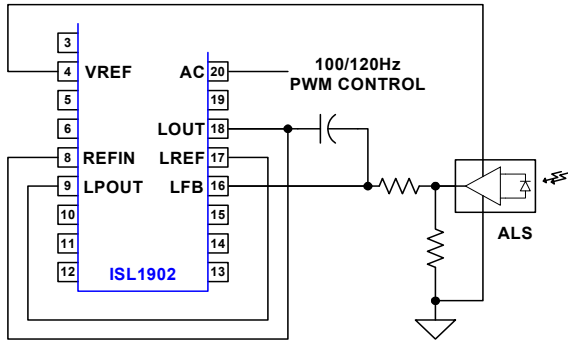 3
4 VREF
5
6
8 REFIN
9 LPOUT
10
11
12
ISL1902
AC 20
19
LOUT 18
LREF 17
LFB 16
15
14
13
100/120Hz
PWM CONTROL
ALS